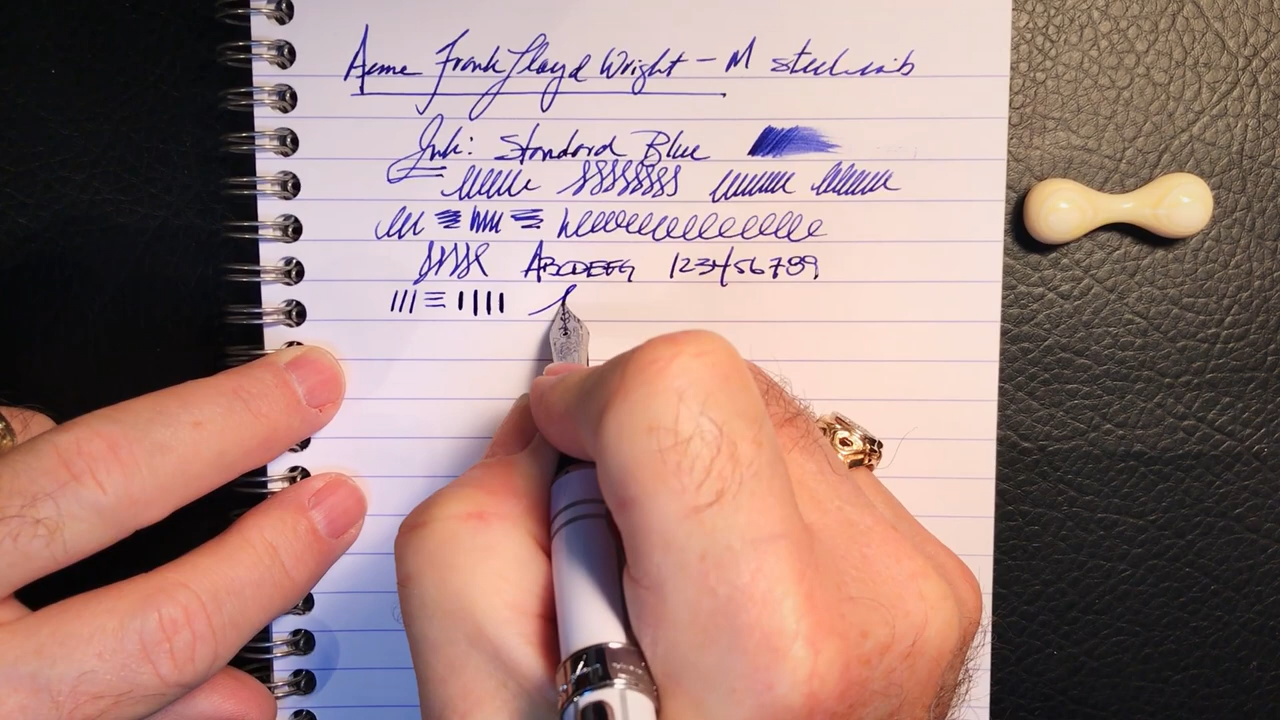 Acme Frank Lloyd Wright - M steel nib
Ink: Standard Blue
ABCDEFG 123456789